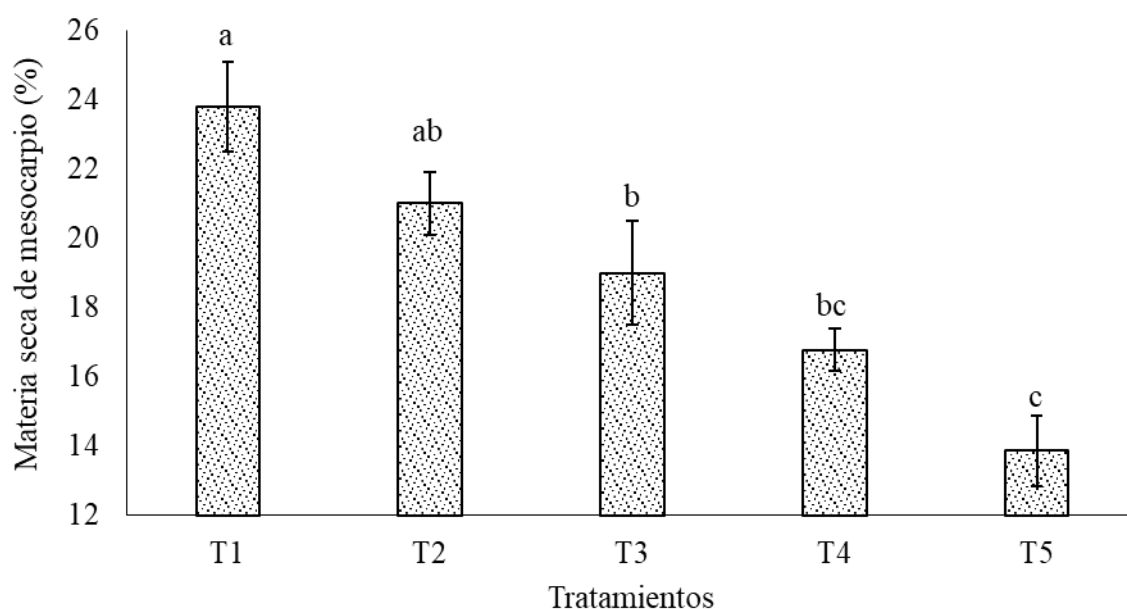 Materia seca de mesocarpio (%)
26
24
22
20
18
16
14
12
a
ab
b
bc
c
T1 T2 T3 T4 T5
Tratamientos